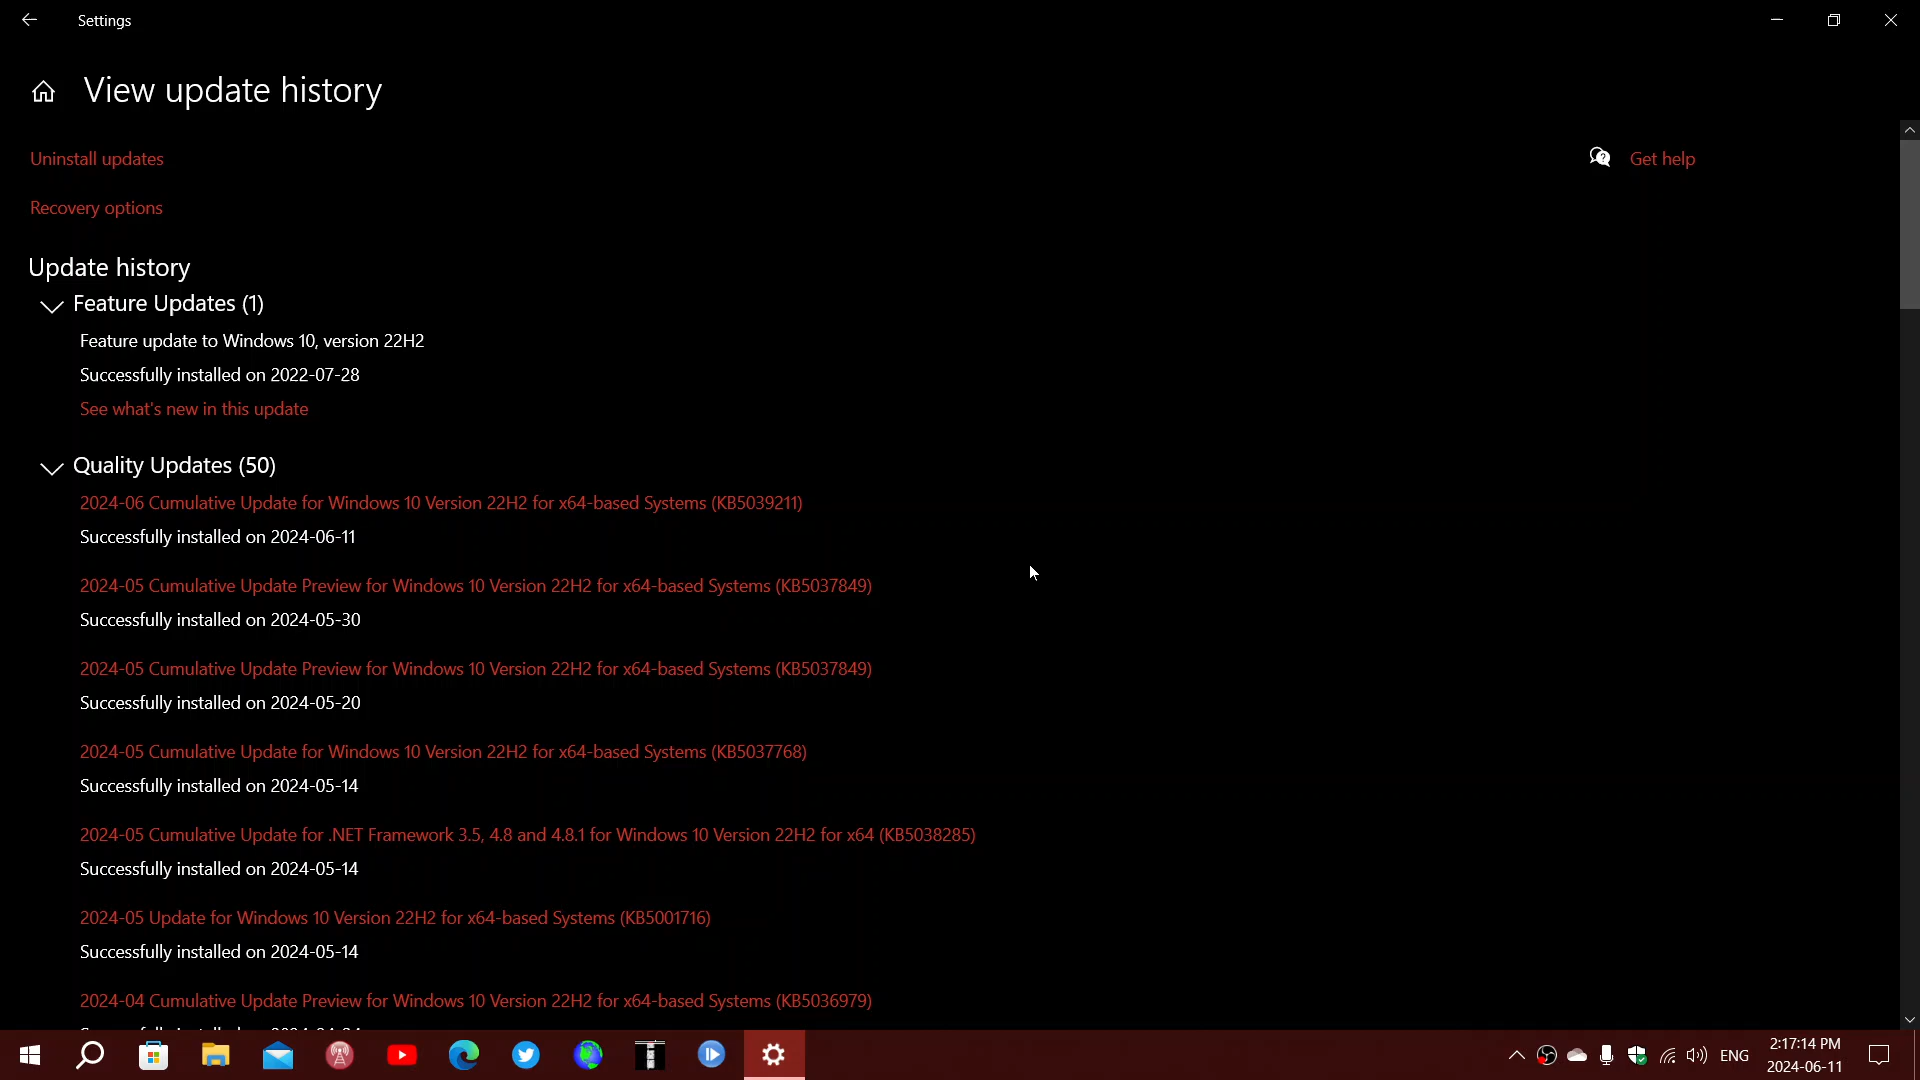 Settings
View update history
Uninstall updates
Get help
Recovery options
Update history
Feature Updates (1)
Feature update to Windows 10, version 22H2
Successfully installed on 2022-07-28
See what's new in this update
Quality Updates (50)
2024-06 Cumulative Update for Windows 10 Version 22H2 for x64-based Systems (KB5039211)
Successfully installed on 2024-06-11
2024-05 Cumulative Update Preview for Windows 10 Version 22H2 for x64-based Systems (KB5037849)
Successfully installed on 2024-05-30
2024-05 Cumulative Update Preview for Windows 10 Version 22H2 for x64-based Systems (KB5037849)
Successfully installed on 2024-05-20
2024-05 Cumulative Update for Windows 10 Version 22H2 for x64-based Systems (KB5037768)
Successfully installed on 2024-05-14
2024-05 Cumulative Update for .NET Framework 3.5, 4.8 and 4.8.1 for Windows 10 Version 22H2 for x64 (KB5038285)
Successfully installed on 2024-05-14
2024-05 Update for Windows 10 Version 22H2 for x64-based Systems (KB5001716)
Successfully installed on 2024-05-14
2024-04 Cumulative Update Preview for Windows 10 Version 22H2 for x64-based Systems (KB5036979)
ENG
2:17:14 PM
2024-06-11